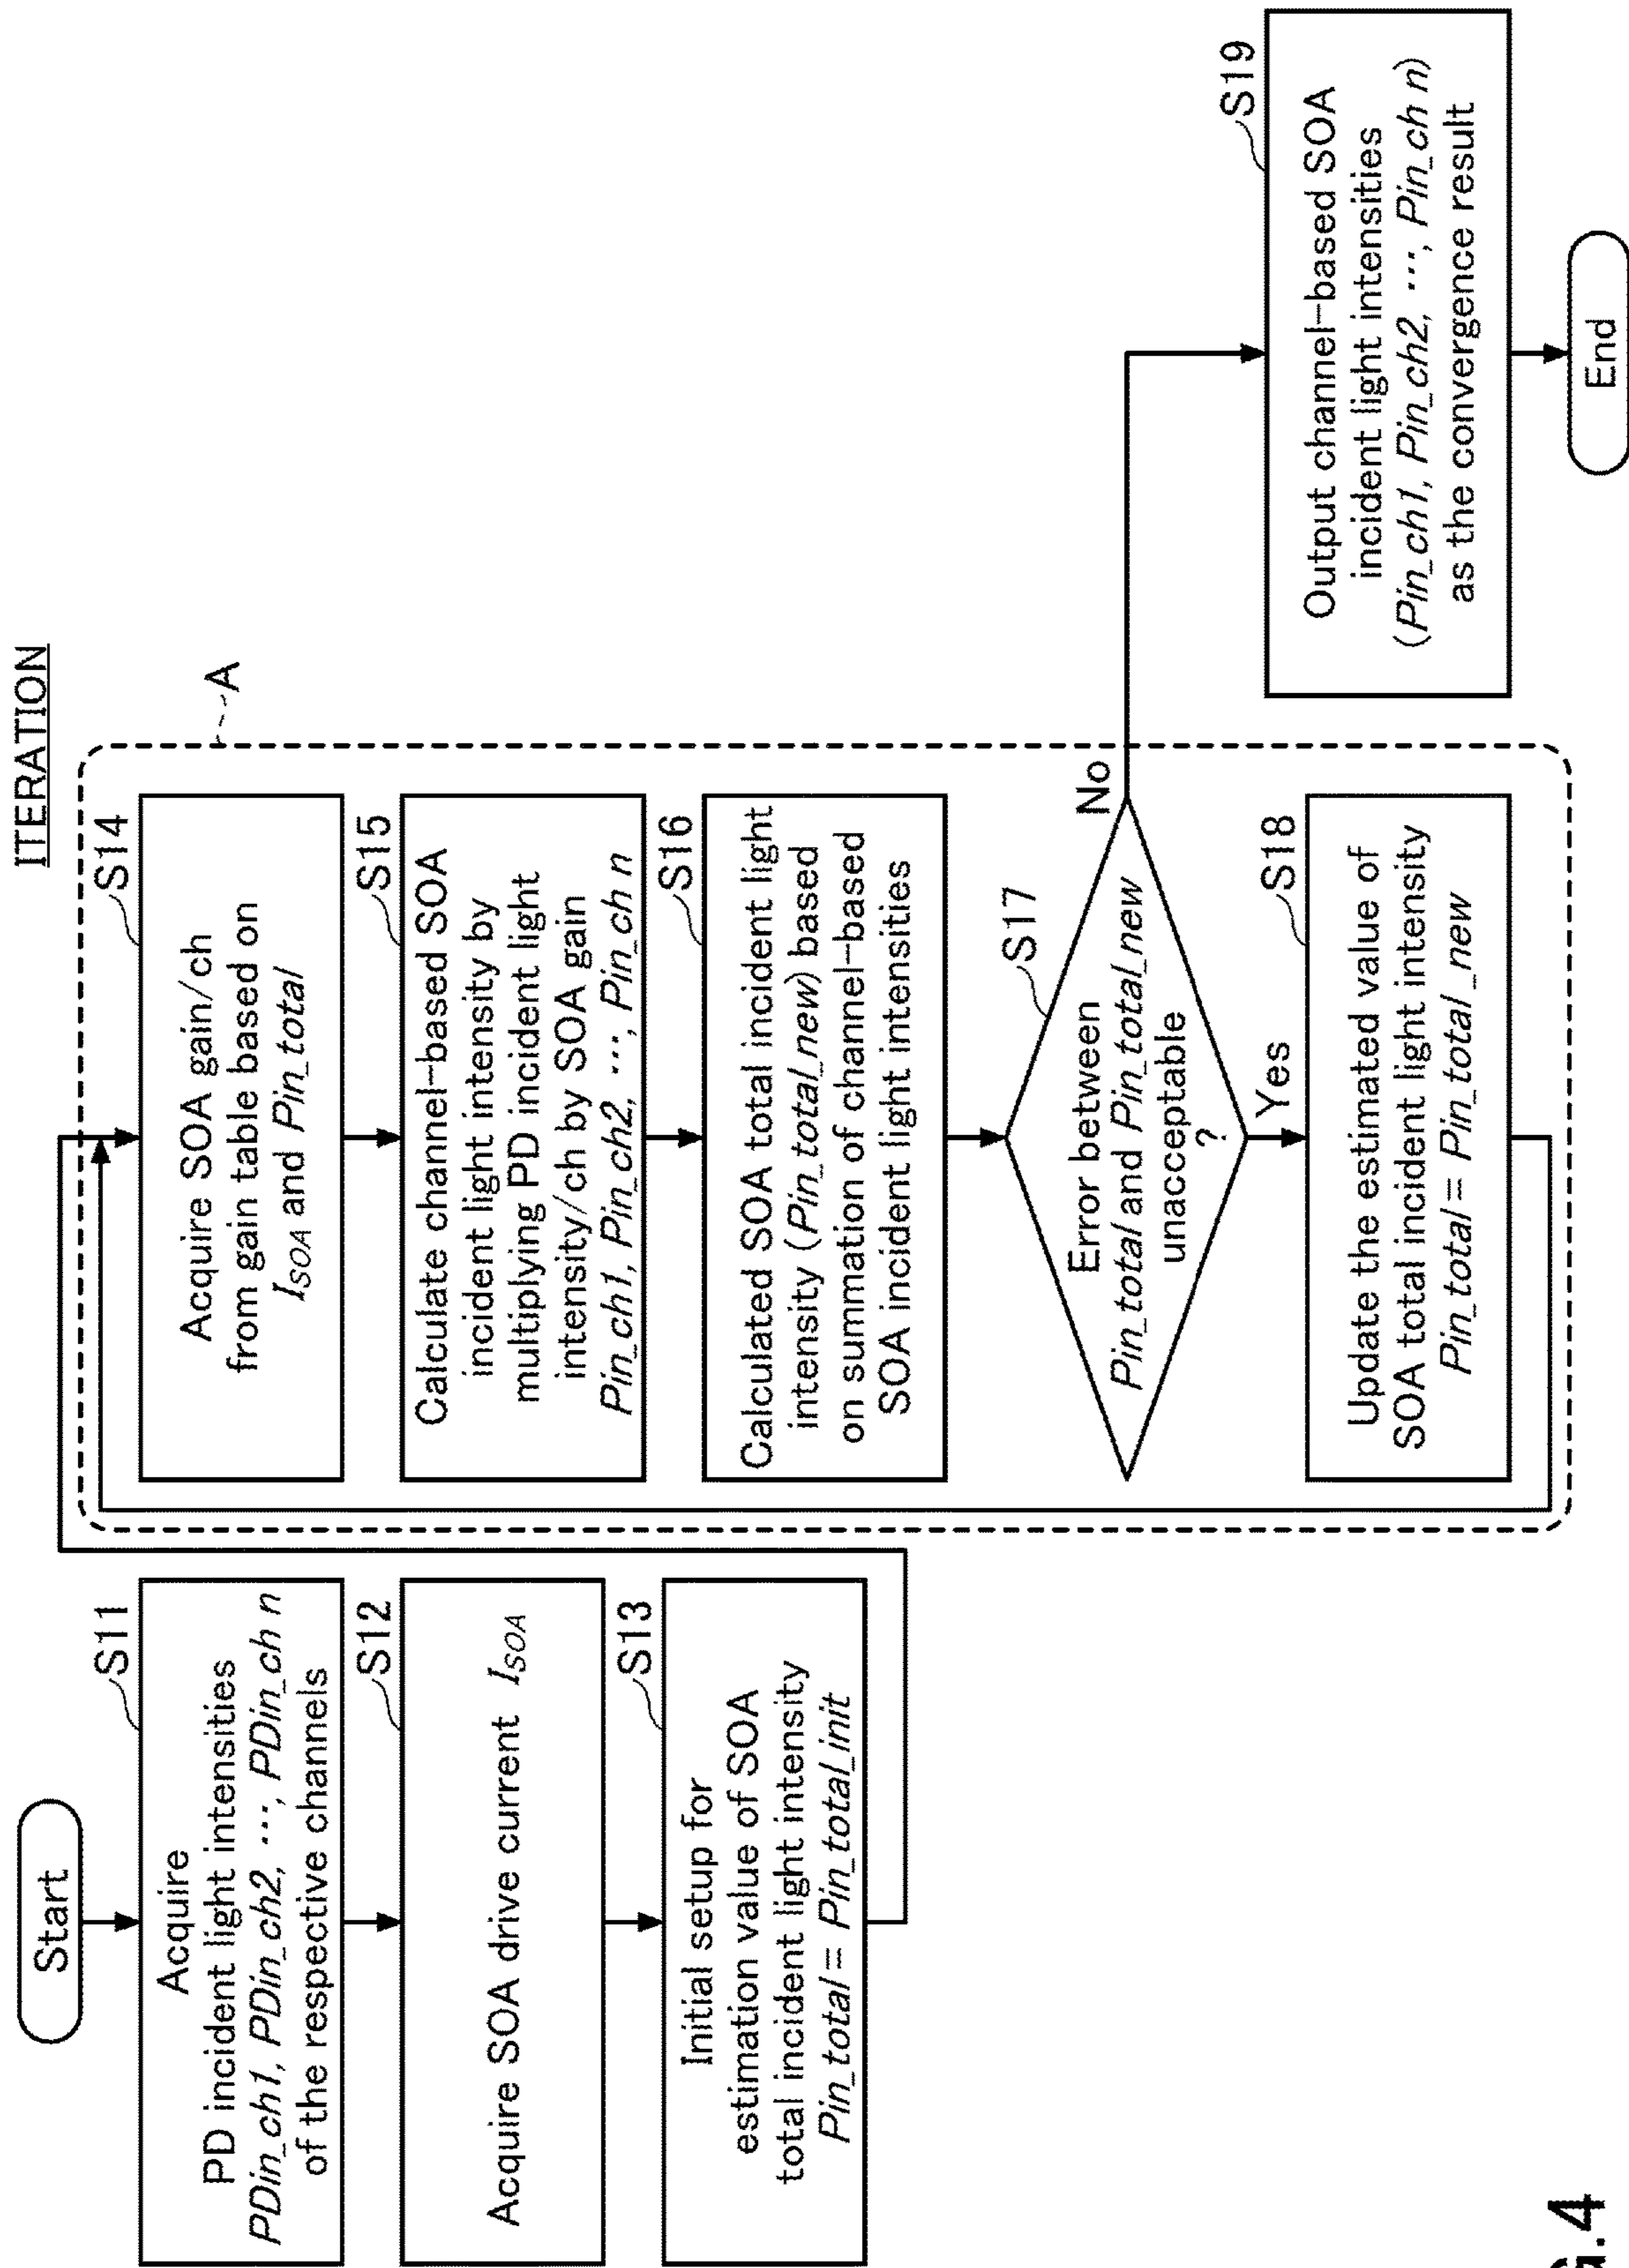 Start
S11
Acquire
PD incident light intensities
PDin_ch1, PDin_ch2, ···, PDin_ch n
of the respective channels
S12
Acquire SOA drive current ISOA
S13
Initial setup for
estimation value of SOA
total incident light intensity
Pin_total = Pin_total_init
ITERATION
A
S14
Acquire SOA gain/ch
from gain table based on
ISOA and Pin_total
S15
Calculate channel-based SOA
incident light intensity by
multiplying PD incident light
intensity/ch by SOA gain
Pin_ch1, Pin_ch2, ···, Pin_ch n
S16
Calculated SOA total incident light
intensity (Pin_total_new) based
on summation of channel-based
SOA incident light intensities
S17
Error between
Pin_total and Pin_total_new
unacceptable
?
No
Yes
S18
Update the estimated value of
SOA total incident light intensity
Pin_total = Pin_total_new
S19
Output channel-based SOA
incident light intensities
(Pin_ch1, Pin_ch2, ···, Pin_ch n)
as the convergence result
End
G.4